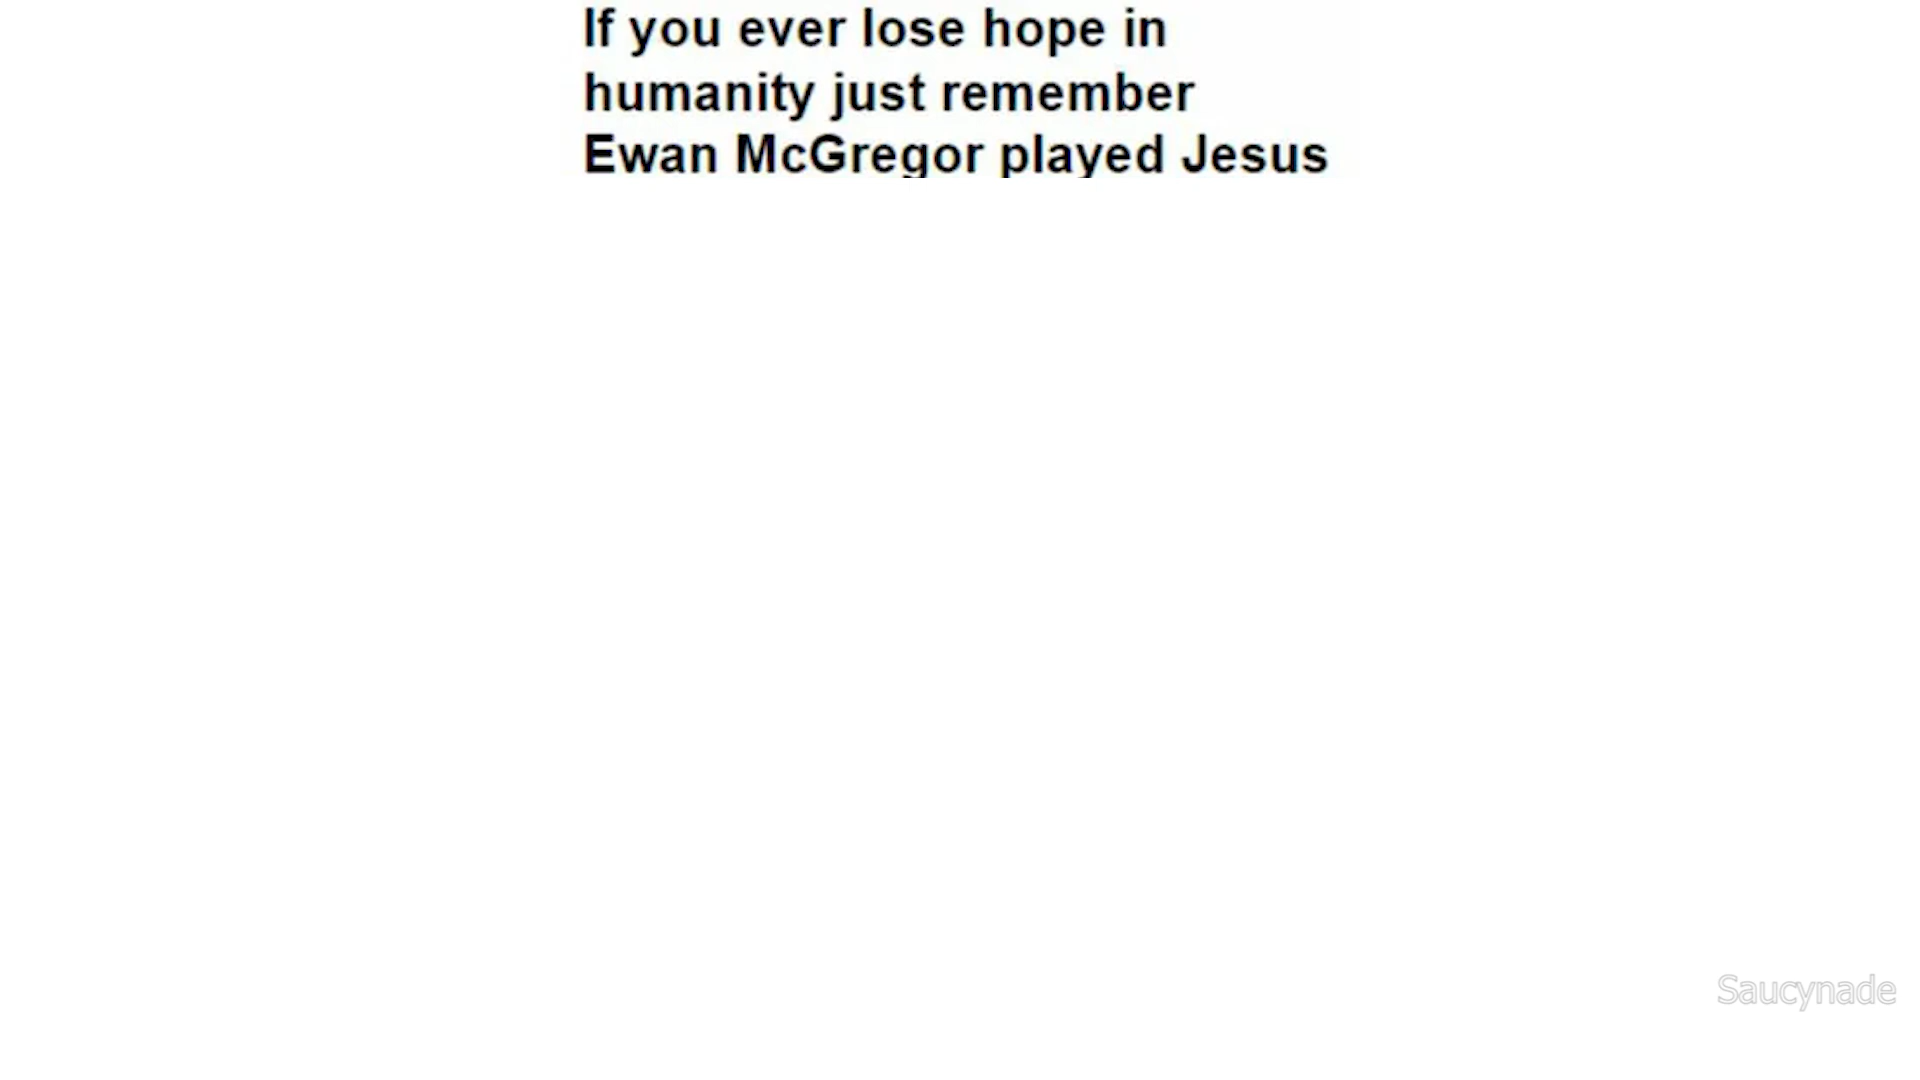 If you ever lose hope in
humanity just remember
Ewan McGregor played Jesus
Saucynade